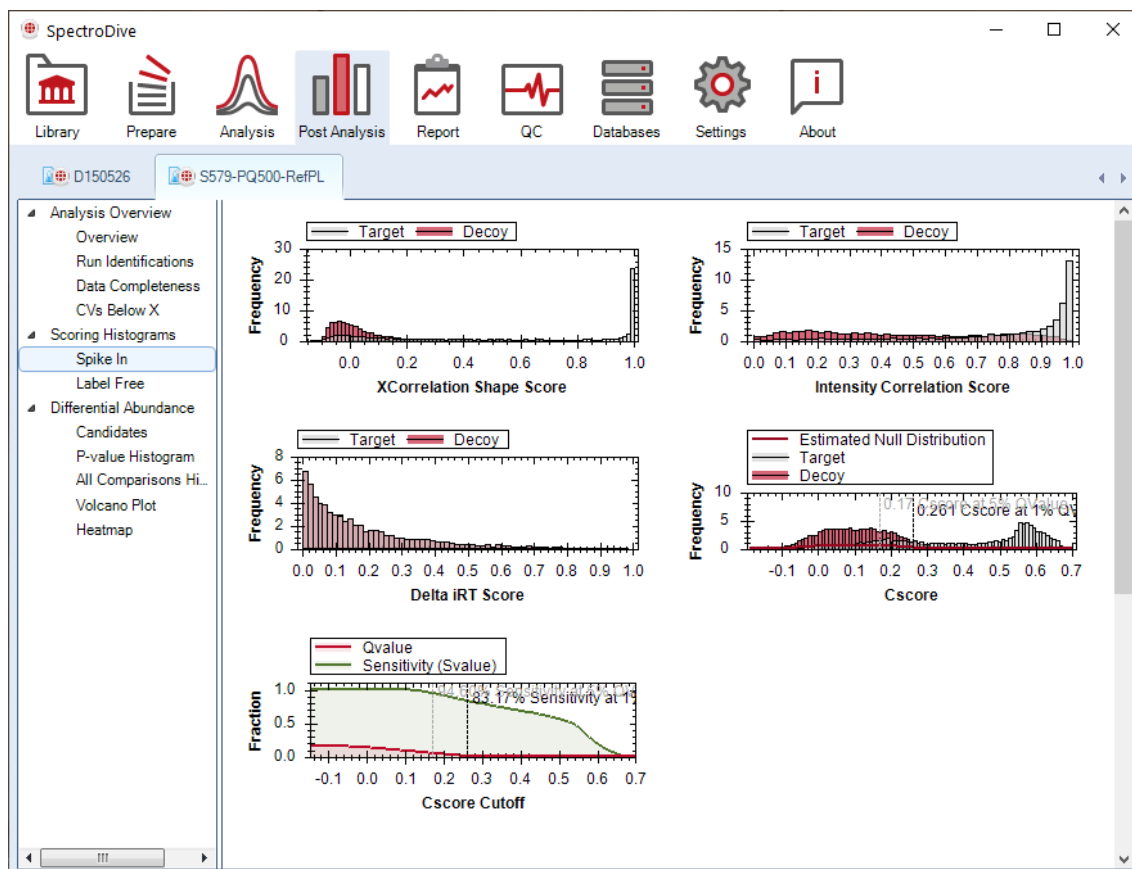 SpectroDive
Library Prepare Analysis Post Analysis Report QC Databases Settings About
D150526 S579-PQ500-RefPL
Analysis Overview
Overview
Run Identifications
Data Completeness
CVs Below X
Scoring Histograms
Spike In
Label Free
Differential Abundance
Candidates
P-value Histogram
All Comparisons Hi...
Volcano Plot
Heatmap
Target Decoy
Frequency
30
20
10
0
0.0 0.2 0.4 0.6 0.8 1.0
XCorrelation Shape Score
Target Decoy
Frequency
15
10
5
0
0.0 0.1 0.2 0.3 0.4 0.5 0.6 0.7 0.8 0.9 1.0
Intensity Correlation Score
Target Decoy
Frequency
8
6
4
2
0
0.0 0.1 0.2 0.3 0.4 0.5 0.6 0.7 0.8 0.9 1.0
Delta iRT Score
Estimated Null Distribution
Target
Decoy
Frequency
10
5
0
0.17 Cscore at 5% QValue
0.261 Cscore at 1% QV
-0.1 0.0 0.1 0.2 0.3 0.4 0.5 0.6 0.7
Cscore
Qvalue
Sensitivity (Svalue)
Fraction
1.0
0.5
0.0
Sensitivity at 5%
83.17% Sensitivity at 1%
-0.1 0.0 0.1 0.2 0.3 0.4 0.5 0.6 0.7
Cscore Cutoff